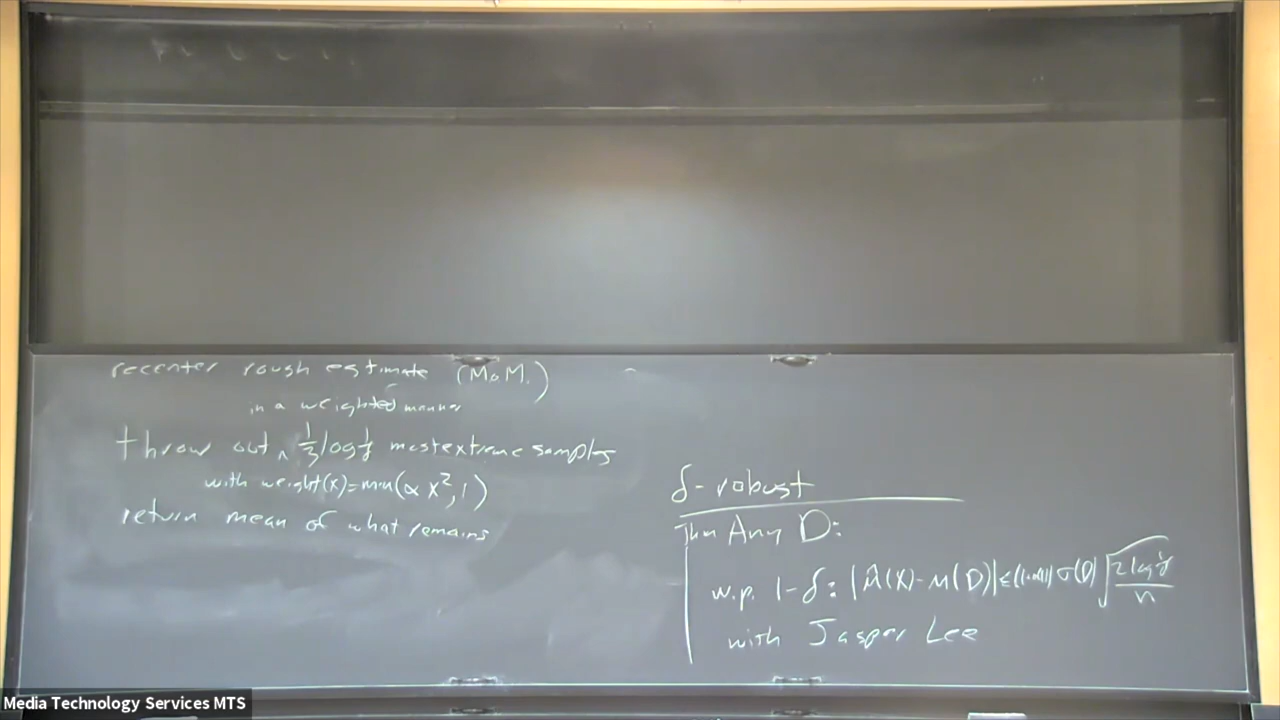 recenter rough estimate (M.o.M.)
in a weighted manner
throw out ^ 1/3 log 1/δ most extreme samples
with weight(x)=min(α x², 1)
return mean of what remains
δ-robust
Thm Any D:
w.p. 1-δ: |μ̂(X)-μ(D)| ≤ (1+o(1)) σ(D) √(2 log 1/δ / n)
with Jasper Lee
Media Technology Services MTS